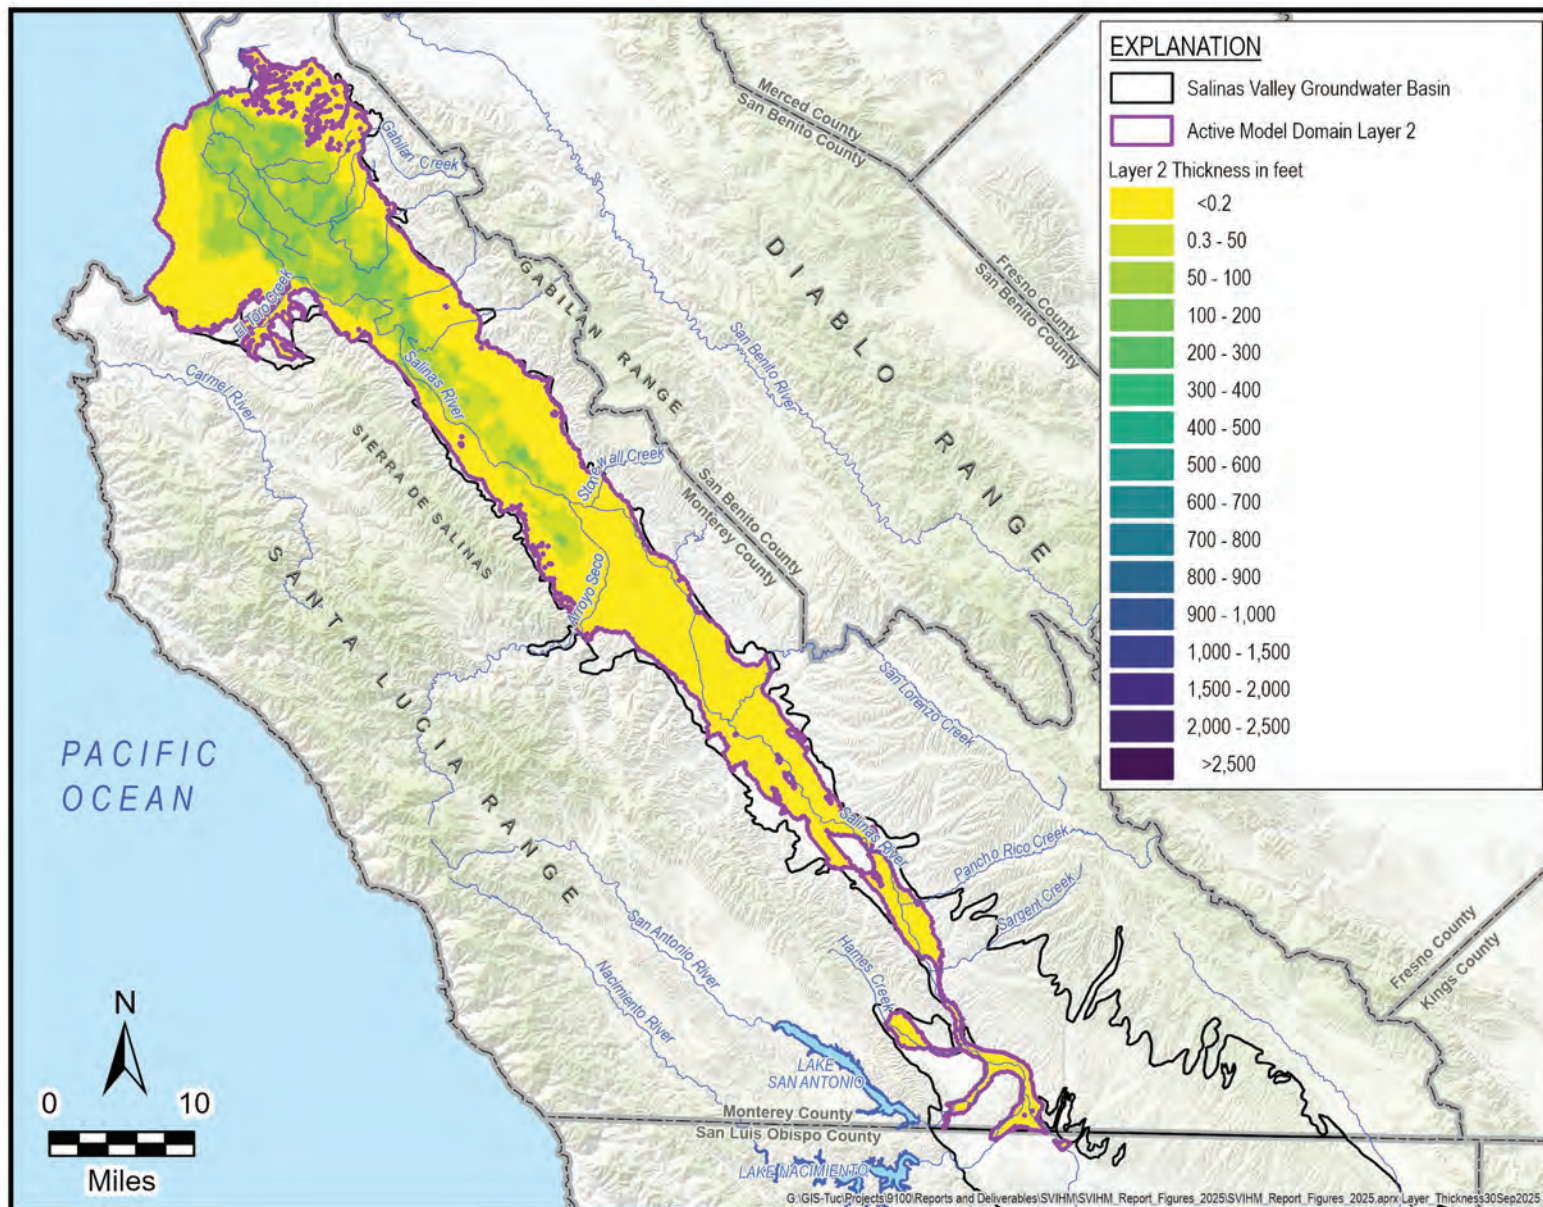 EXPLANATION
Salinas Valley Groundwater Basin
Active Model Domain Layer 2
Layer 2 Thickness in feet
<0.2
0.3 - 50
50 - 100
100 - 200
200 - 300
300 - 400
400 - 500
500 - 600
600 - 700
700 - 800
800 - 900
900 - 1,000
1,000 - 1,500
1,500 - 2,000
2,000 - 2,500
>2,500
Merced County
San Benito County
Gabilan Creek
DIABLO RANGE
Fresno County
San Benito County
GABILAN RANGE
San Benito River
El Toro Creek
Carmel River
Salinas River
SIERRA DE SALINAS
Stonewall Creek
San Benito County
Monterey County
SANTA LUCIA RANGE
Arroyo Seco
San Lorenzo Creek
PACIFIC
OCEAN
Salinas River
Pancho Rico Creek
Sargent Creek
San Antonio River
Hames Creek
Nacimiento River
Fresno County
Kings County
N
LAKE
SAN ANTONIO
0 10
Miles
Monterey County
San Luis Obispo County
LAKE NACIMIENTO
G:\GIS-Tuc\Projects\9100\Reports and Deliverables\SVIHM\SVIHM_Report_Figures_2025\SVIHM_Report_Figures_2025.aprx Layer_Thickness30Sep2025